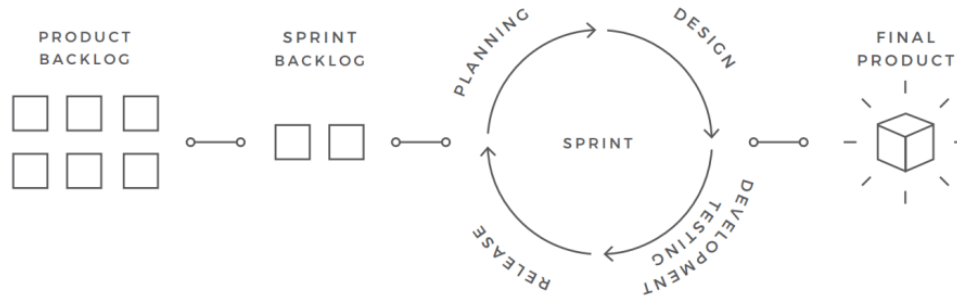 PRODUCT
BACKLOG
SPRINT
BACKLOG
PLANNING
DESIGN
SPRINT
DEVELOPMENT
TESTING
RELEASE
FINAL
PRODUCT